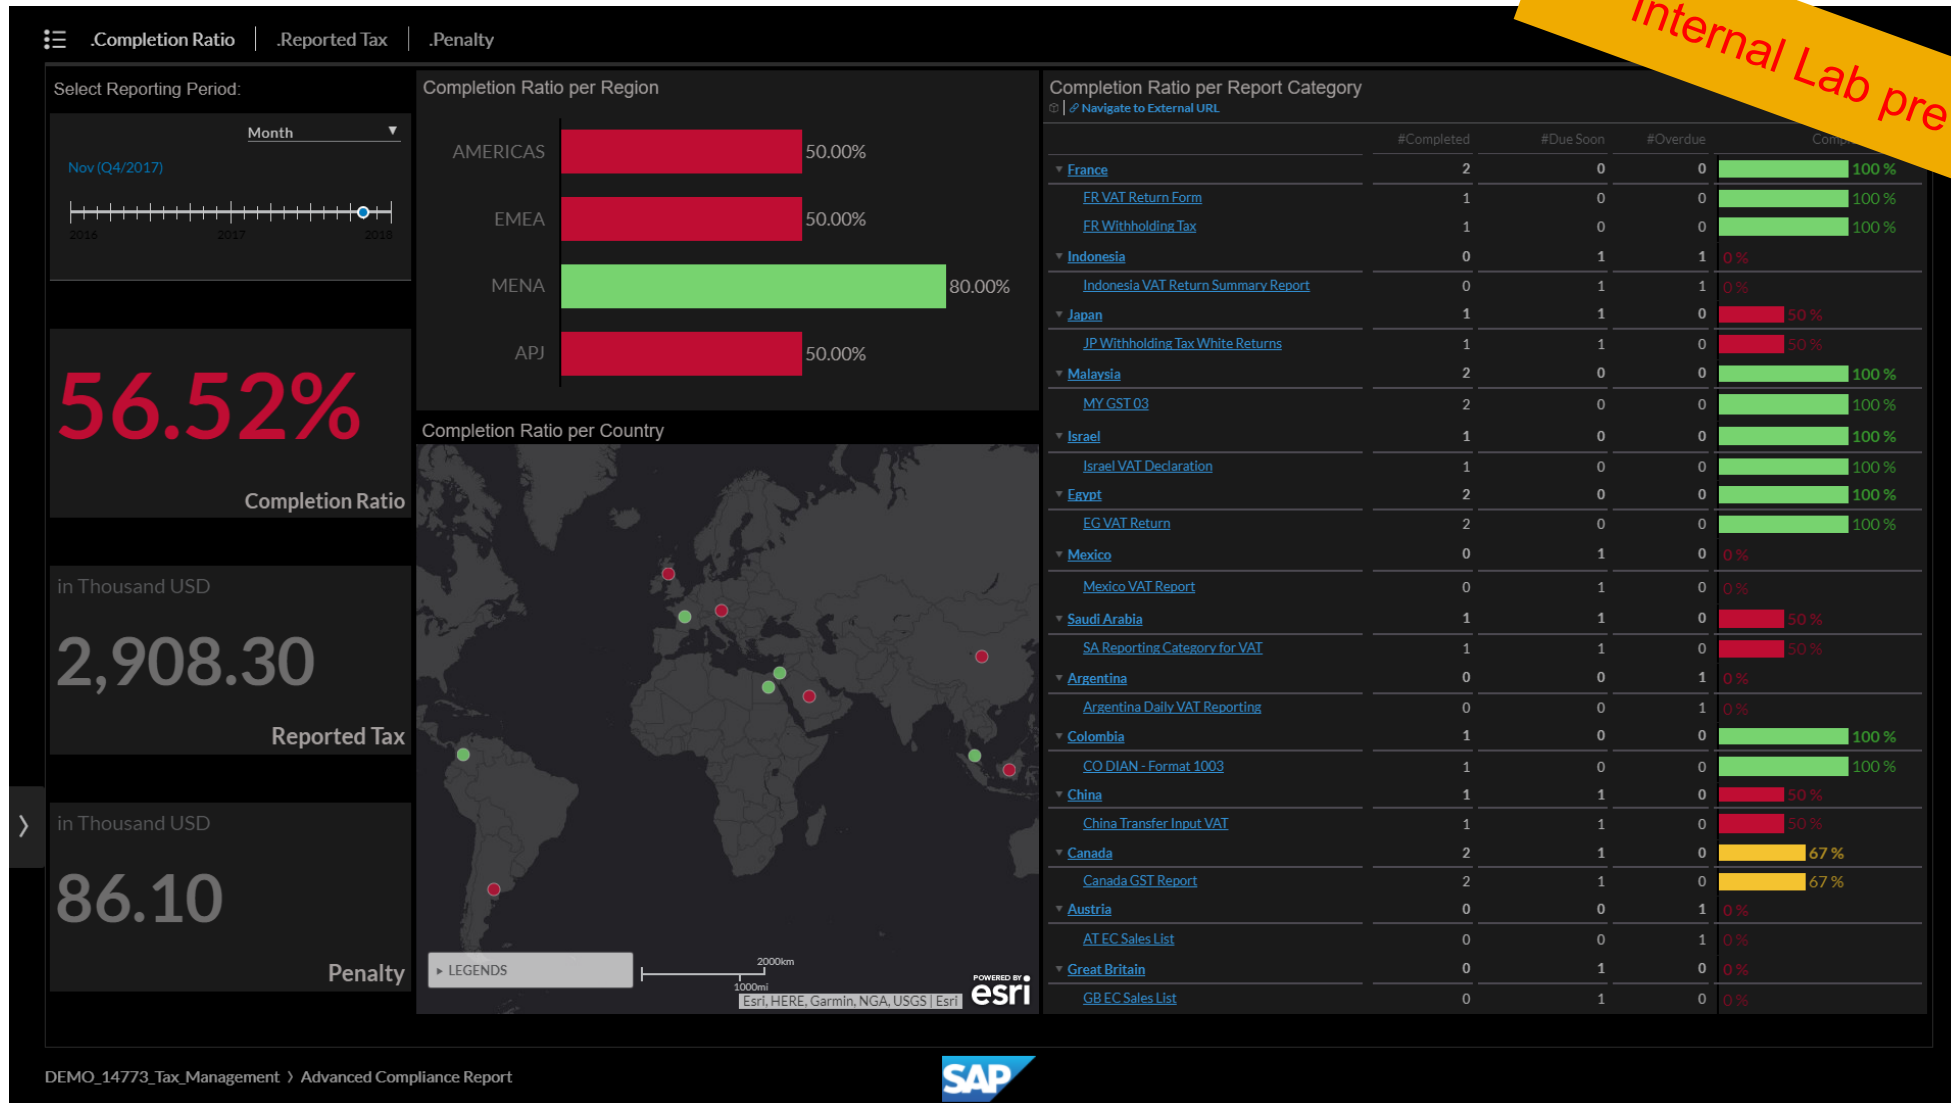 Internal Lab pre
.Completion Ratio
.Reported Tax
.Penalty
Select Reporting Period:
Month
Nov (Q4/2017)
2016 2017 2018
56.52%
Completion Ratio
in Thousand USD
2,908.30
Reported Tax
in Thousand USD
86.10
Penalty
Completion Ratio per Region
AMERICAS 50.00%
EMEA 50.00%
MENA 80.00%
APJ 50.00%
Completion Ratio per Country
LEGENDS
2000km
1000mi
Esri, HERE, Garmin, NGA, USGS | Esri
POWERED BY
esri
Completion Ratio per Report Category
Navigate to External URL
#Completed #Due Soon #Overdue
France 2 0 0 100 %
FR VAT Return Form 1 0 0 100 %
FR Withholding Tax 1 0 0 100 %
Indonesia 0 1 1 0 %
Indonesia VAT Return Summary Report 0 1 1 0 %
Japan 1 1 0 50 %
JP Withholding Tax White Returns 1 1 0 50 %
Malaysia 2 0 0 100 %
MY GST 03 2 0 0 100 %
Israel 1 0 0 100 %
Israel VAT Declaration 1 0 0 100 %
Egypt 2 0 0 100 %
EG VAT Return 2 0 0 100 %
Mexico 0 1 0 0 %
Mexico VAT Report 0 1 0 0 %
Saudi Arabia 1 1 0 50 %
SA Reporting Category for VAT 1 1 0 50 %
Argentina 0 0 1 0 %
Argentina Daily VAT Reporting 0 0 1 0 %
Colombia 1 0 0 100 %
CO DIAN - Format 1003 1 0 0 100 %
China 1 1 0 50 %
China Transfer Input VAT 1 1 0 50 %
Canada 2 1 0 67 %
Canada GST Report 2 1 0 67 %
Austria 0 0 1 0 %
AT EC Sales List 0 0 1 0 %
Great Britain 0 1 0 0 %
GB EC Sales List 0 1 0 0 %
DEMO_14773_Tax_Management > Advanced Compliance Report
SAP